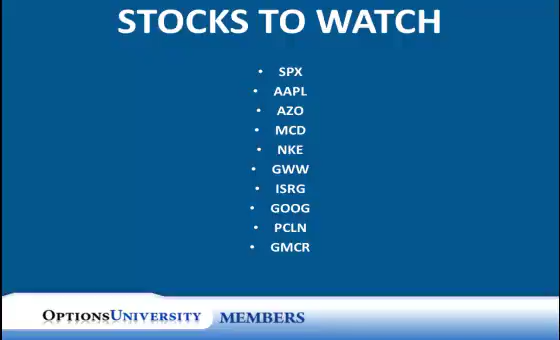 STOCKS TO WATCH
• SPX
• AAPL
• AZO
• MCD
• NKE
• GWW
• ISRG
• GOOG
• PCLN
• GMCR
OPTIONSUNIVERSITY MEMBERS